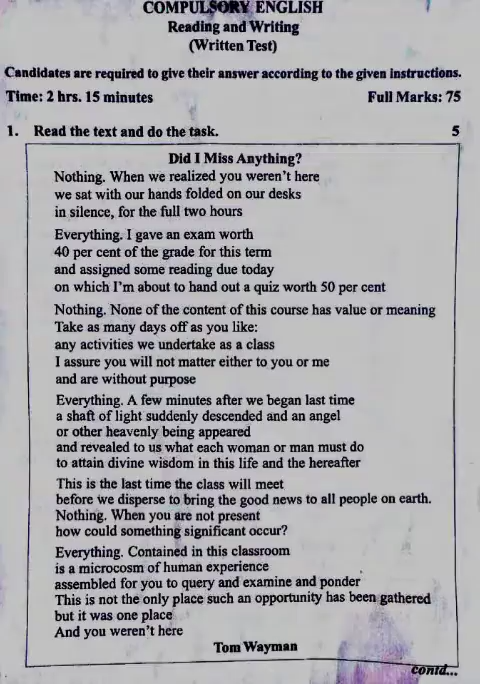 COMPULSORY ENGLISH
Reading and Writing
(Written Test)
Candidates are required to give their answer according to the given instructions.
Time: 2 hrs. 15 minutes Full Marks: 75
1. Read the text and do the task. 5
Did I Miss Anything?
Nothing. When we realized you weren't here
we sat with our hands folded on our desks
in silence, for the full two hours
Everything. I gave an exam worth
40 per cent of the grade for this term
and assigned some reading due today
on which I'm about to hand out a quiz worth 50 per cent
Nothing. None of the content of this course has value or meaning
Take as many days off as you like:
any activities we undertake as a class
I assure you will not matter either to you or me
and are without purpose
Everything. A few minutes after we began last time
a shaft of light suddenly descended and an angel
or other heavenly being appeared
and revealed to us what each woman or man must do
to attain divine wisdom in this life and the hereafter
This is the last time the class will meet
before we disperse to bring the good news to all people on earth.
Nothing. When you are not present
how could something significant occur?
Everything. Contained in this classroom
is a microcosm of human experience
assembled for you to query and examine and ponder
This is not the only place such an opportunity has been gathered
but it was one place
And you weren't here
Tom Wayman
contd...